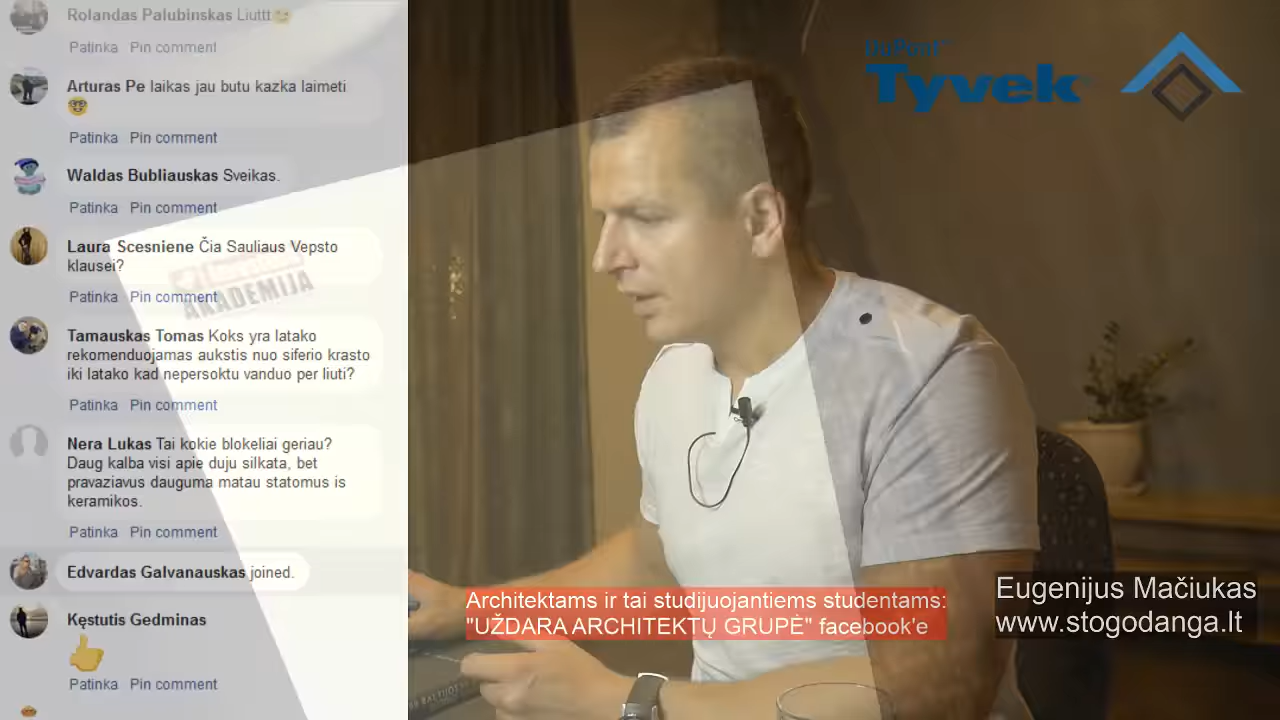 Rolandas Palubinskas Liuttt
Patinka Pin comment
Arturas Pe laikas jau butu kazka laimeti
Patinka Pin comment
Waldas Bubliauskas Sveikas.
Patinka Pin comment
Laura Scesniene Čia Sauliaus Vepsto
klausei?
Patinka Pin comment
AKADEMIJA
Tamauskas Tomas Koks yra latako
rekomenduojamas aukstis nuo siferio krasto
iki latako kad nepersoktu vanduo per liuti?
Patinka Pin comment
Nera Lukas Tai kokie blokeliai geriau?
Daug kalba visi apie duju silkata, bet
pravaziavus dauguma matau statomus is
keramikos.
Patinka Pin comment
Edvardas Galvanauskas joined.
Kęstutis Gedminas
Patinka Pin comment
DuPont™
Tyvek
Architektams ir tai studijuojantiems studentams:
"UŽDARA ARCHITEKTŲ GRUPĖ" facebook'e
Eugenijus Mačiukas
www.stogodanga.lt